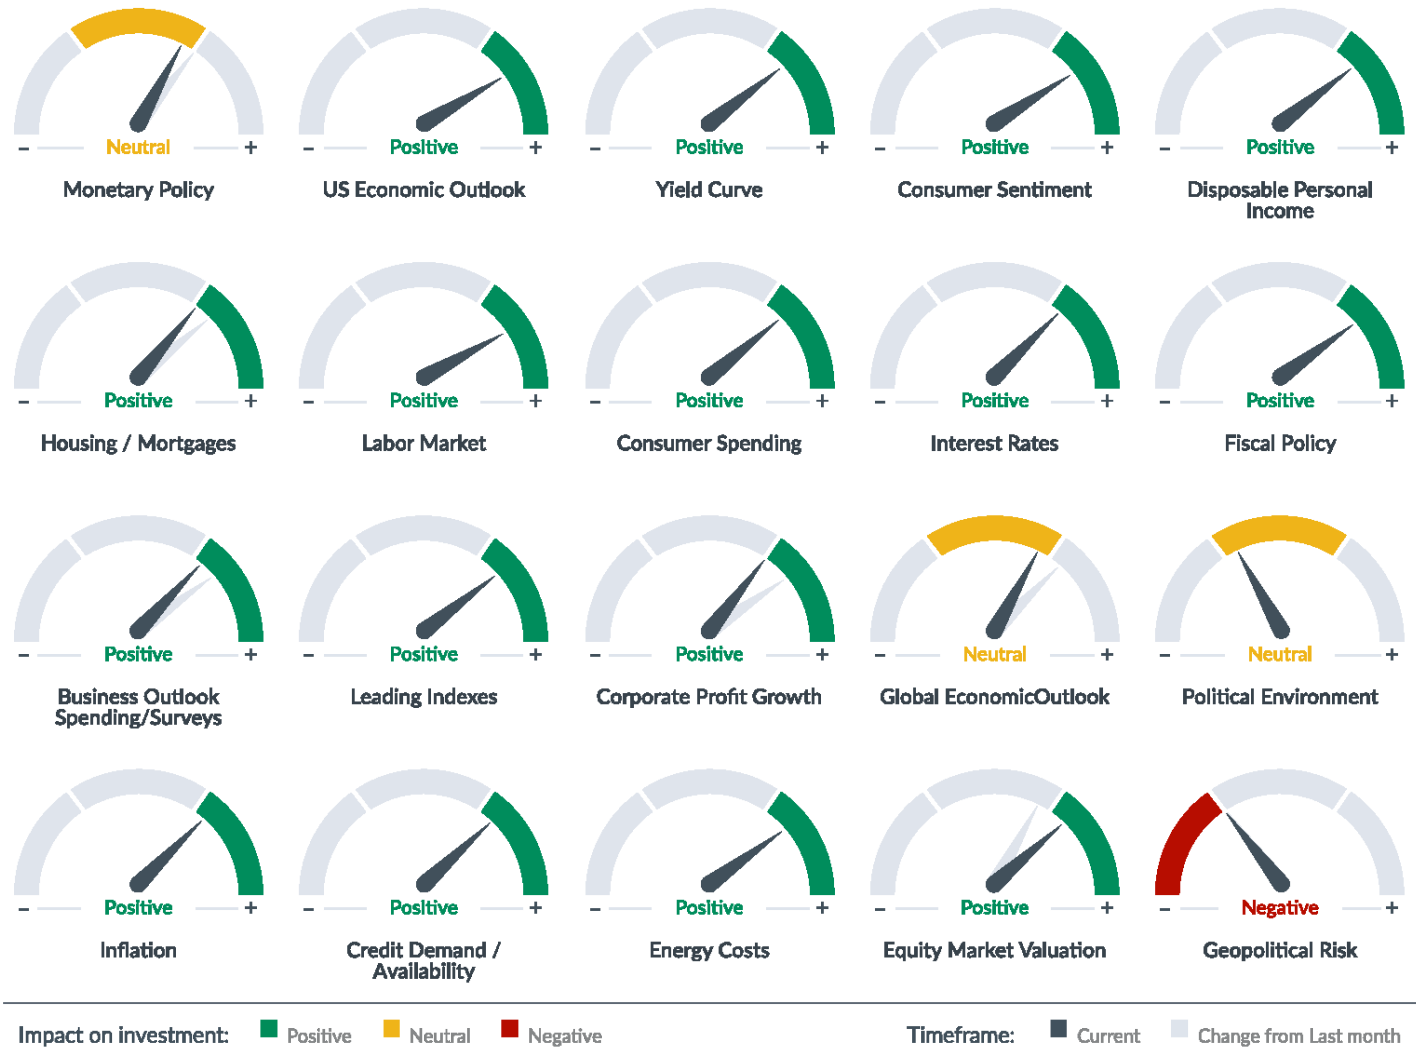 Neutral
- +
Monetary Policy
Positive
- +
US Economic Outlook
Positive
- +
Yield Curve
Positive
- +
Consumer Sentiment
Positive
- +
Disposable Personal
Income
Positive
- +
Housing / Mortgages
Positive
- +
Labor Market
Positive
- +
Consumer Spending
Positive
- +
Interest Rates
Positive
- +
Fiscal Policy
Positive
- +
Business Outlook
Spending/Surveys
Positive
- +
Leading Indexes
Positive
- +
Corporate Profit Growth
Neutral
- +
Global EconomicOutlook
Neutral
- +
Political Environment
Positive
- +
Inflation
Positive
- +
Credit Demand /
Availability
Positive
- +
Energy Costs
Positive
- +
Equity Market Valuation
Negative
- +
Geopolitical Risk
Impact on investment: Positive Neutral Negative
Timeframe: Current Change from Last month